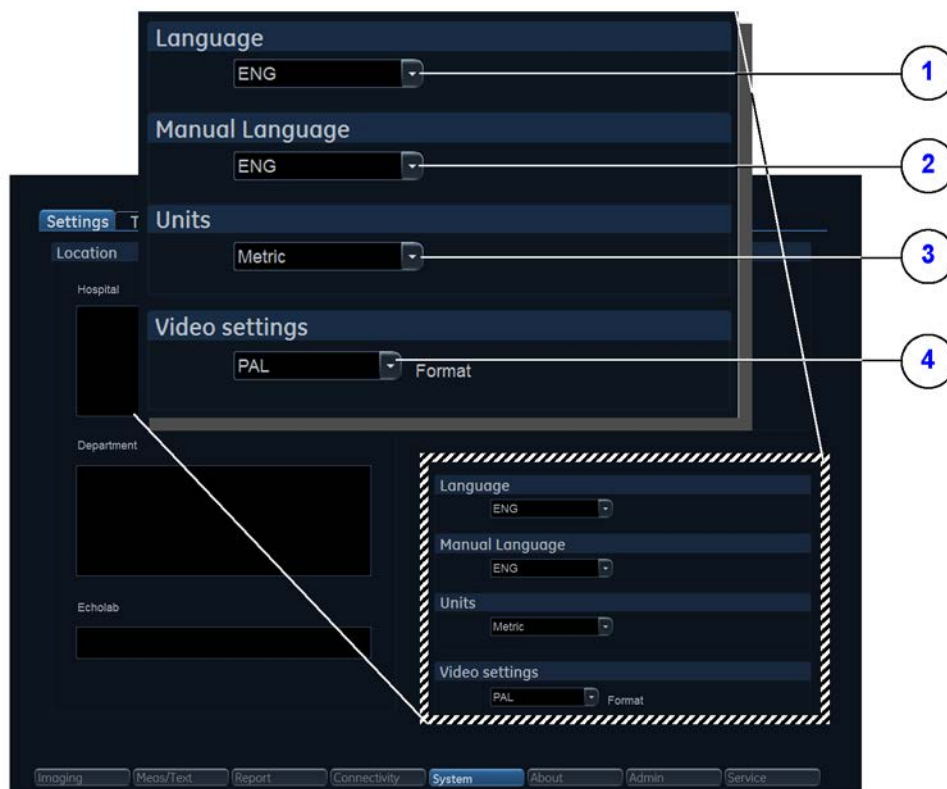 Language
ENG
1
Manual Language
ENG
2
Units
Metric
3
Video settings
PAL
Format
4
Settings T
Location
Hospital
Department
Echolab
Language
ENG
Manual Language
ENG
Units
Metric
Video settings
PAL
Format
Imaging Meas/Text Report Connectivity System About Admin Service